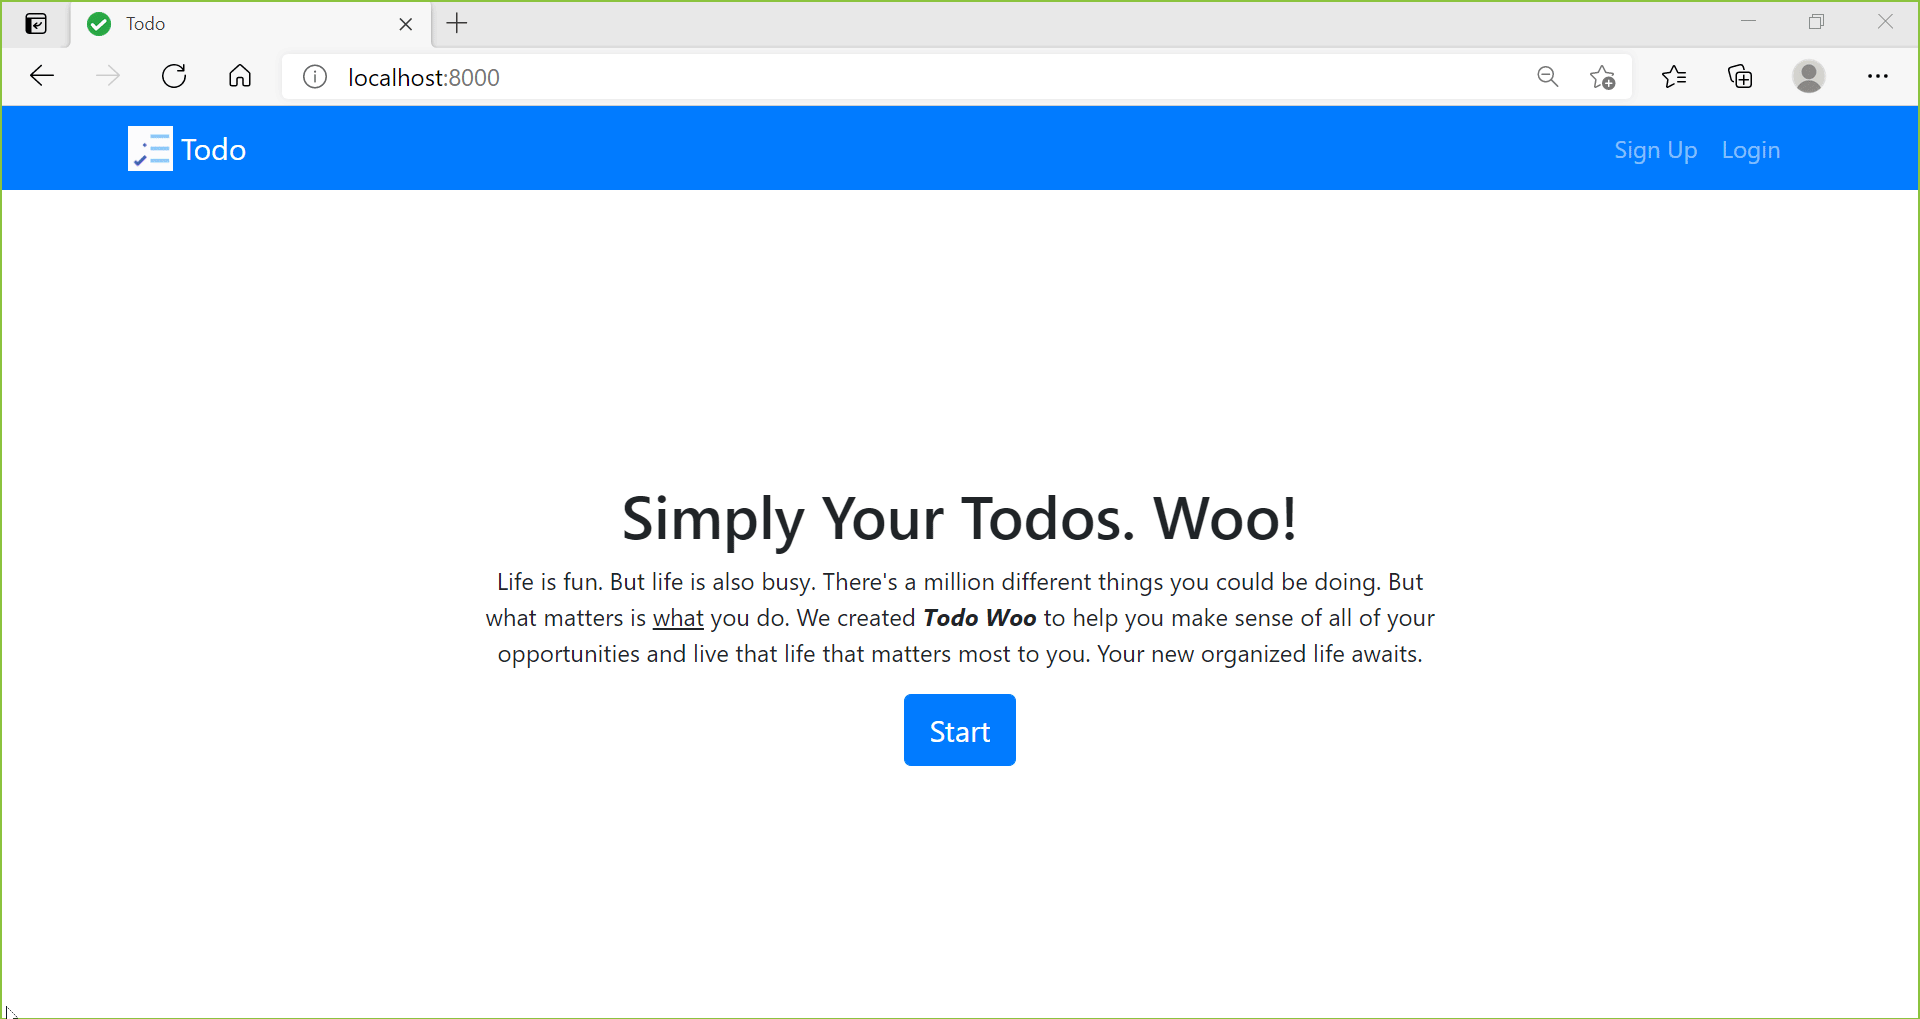 Todo
localhost:8000
Todo
Sign Up Login
Simply Your Todos. Woo!
Life is fun. But life is also busy. There's a million different things you could be doing. But
what matters is what you do. We created Todo Woo to help you make sense of all of your
opportunities and live that life that matters most to you. Your new organized life awaits.
Start